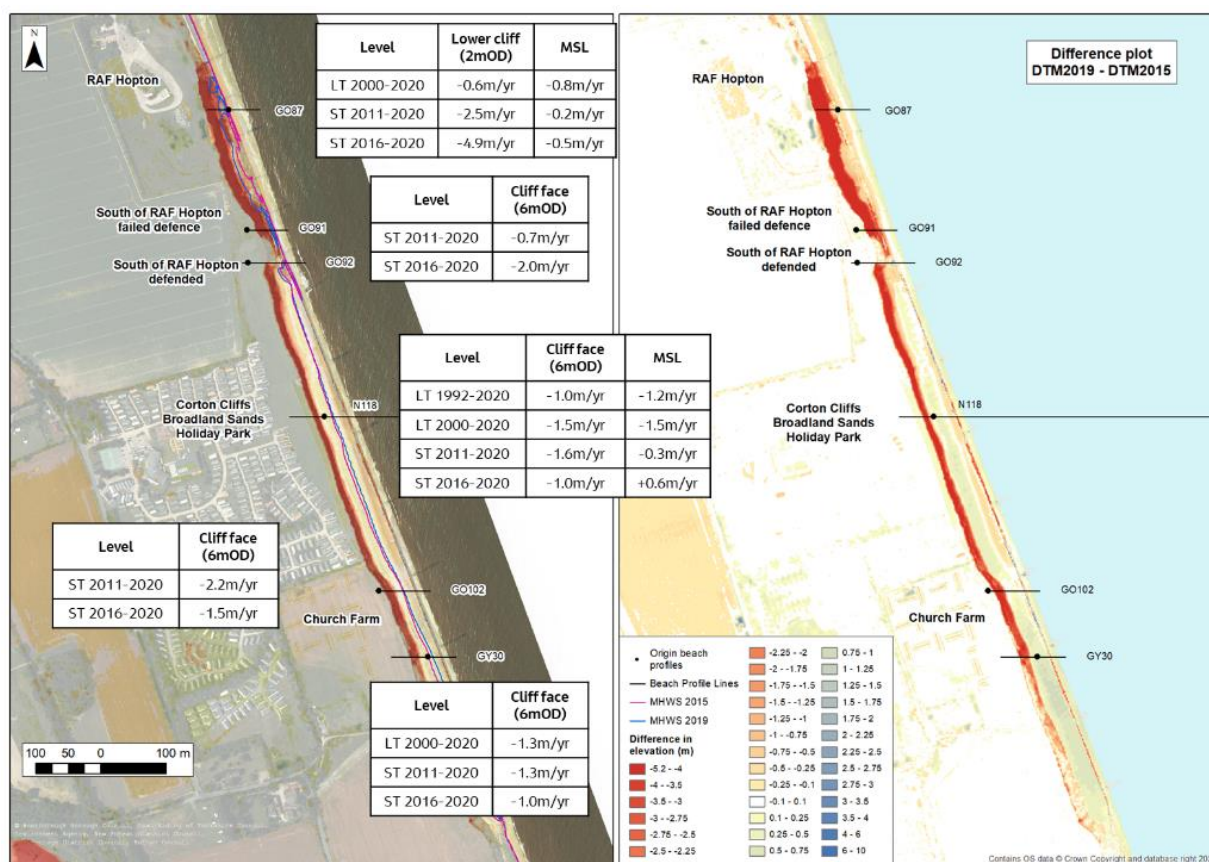 N
RAF Hopton
GO87
South of RAF Hopton
failed defence
GO91
South of RAF Hopton
defended
GO92
Corton Cliffs
Broadland Sands
Holiday Park
N118
GO102
Church Farm
GY30
Level Lower cliff (2mOD) MSL
LT 2000-2020 -0.6m/yr -0.8m/yr
ST 2011-2020 -2.5m/yr -0.2m/yr
ST 2016-2020 -4.9m/yr -0.5m/yr
Level Cliff face (6mOD)
ST 2011-2020 -0.7m/yr
ST 2016-2020 -2.0m/yr
Level Cliff face (6mOD) MSL
LT 1992-2020 -1.0m/yr -1.2m/yr
LT 2000-2020 -1.5m/yr -1.5m/yr
ST 2011-2020 -1.6m/yr -0.3m/yr
ST 2016-2020 -1.0m/yr +0.6m/yr
Level Cliff face (6mOD)
ST 2011-2020 -2.2m/yr
ST 2016-2020 -1.5m/yr
Level Cliff face (6mOD)
LT 2000-2020 -1.3m/yr
ST 2011-2020 -1.3m/yr
ST 2016-2020 -1.0m/yr
100 50 0 100 m
Difference plot
DTM2019 - DTM2015
RAF Hopton
GO87
South of RAF Hopton
failed defence
GO91
South of RAF Hopton
defended
GO92
Corton Cliffs
Broadland Sands
Holiday Park
N118
GO102
Church Farm
GY30
Origin beach
profiles
Beach Profile Lines
MHWS 2015
MHWS 2019
Difference in
elevation (m)
-5.2 - -4
-4 - -3.5
-3.5 - -3
-3 - -2.75
-2.75 - -2.5
-2.5 - -2.25
-2.25 - -2
-2 - -1.75
-1.75 - -1.5
-1.5 - -1.25
-1.25 - -1
-1 - -0.75
-0.75 - -0.5
-0.5 - -0.25
-0.25 - -0.1
-0.1 - 0.1
0.1 - 0.25
0.25 - 0.5
0.5 - 0.75
0.75 - 1
1 - 1.25
1.25 - 1.5
1.5 - 1.75
1.75 - 2
2 - 2.25
2.25 - 2.5
2.5 - 2.75
2.75 - 3
3 - 3.5
3.5 - 4
4 - 6
6 - 10
Contains OS data © Crown Copyright and database right